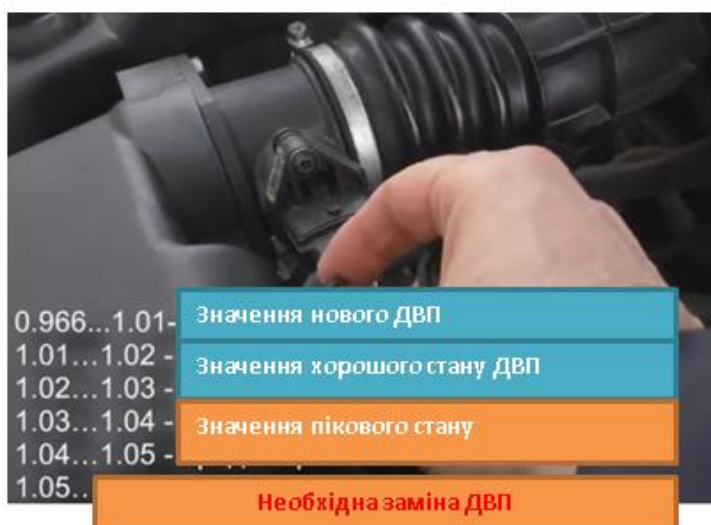 0.966...1.01- Значення нового ДВП
1.01...1.02 - Значення хорошого стану ДВП
1.02...1.03 -
1.03...1.04 - Значення пікового стану
1.04...1.05 -
1.05.. Необхідна заміна ДВП